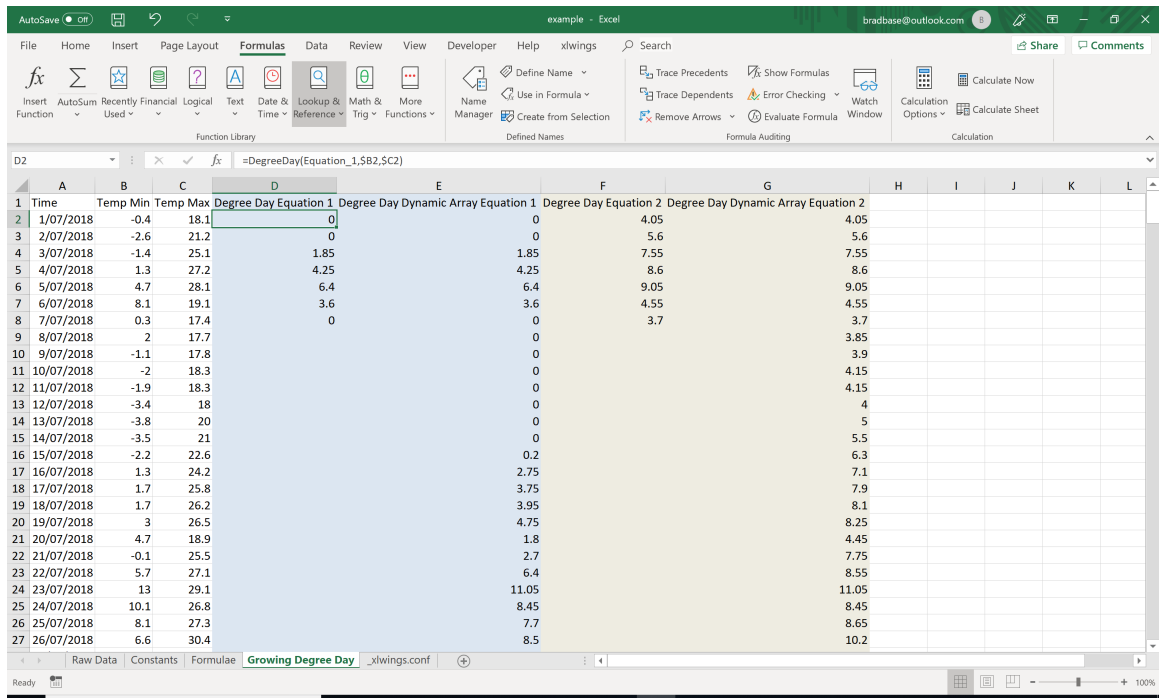 AutoSave Off example - Excel bradbase@outlook.com B
File Home Insert Page Layout Formulas Data Review View Developer Help xlwings Search Share Comments
fx Σ A θ
Insert Function AutoSum Recently Used Financial Logical Text Date & Time Lookup & Reference Math & Trig More Functions
Function Library
Name Manager Define Name Use in Formula Create from Selection
Defined Names
Trace Precedents Show Formulas
Trace Dependents Error Checking
Remove Arrows Evaluate Formula
Watch Window
Formula Auditing
Calculation Options Calculate Now Calculate Sheet
Calculation
D2 fx =DegreeDay(Equation_1,$B2,$C2)
A B C D E F G H I J K L
1 Time Temp Min Temp Max Degree Day Equation 1 Degree Day Dynamic Array Equation 1 Degree Day Equation 2 Degree Day Dynamic Array Equation 2
2 1/07/2018 -0.4 18.1 0 0 4.05 4.05
3 2/07/2018 -2.6 21.2 0 0 5.6 5.6
4 3/07/2018 -1.4 25.1 1.85 1.85 7.55 7.55
5 4/07/2018 1.3 27.2 4.25 4.25 8.6 8.6
6 5/07/2018 4.7 28.1 6.4 6.4 9.05 9.05
7 6/07/2018 8.1 19.1 3.6 3.6 4.55 4.55
8 7/07/2018 0.3 17.4 0 0 3.7 3.7
9 8/07/2018 2 17.7 0 3.85
10 9/07/2018 -1.1 17.8 0 3.9
11 10/07/2018 -2 18.3 0 4.15
12 11/07/2018 -1.9 18.3 0 4.15
13 12/07/2018 -3.4 18 0 4
14 13/07/2018 -3.8 20 0 5
15 14/07/2018 -3.5 21 0 5.5
16 15/07/2018 -2.2 22.6 0.2 6.3
17 16/07/2018 1.3 24.2 2.75 7.1
18 17/07/2018 1.7 25.8 3.75 7.9
19 18/07/2018 1.7 26.2 3.95 8.1
20 19/07/2018 3 26.5 4.75 8.25
21 20/07/2018 4.7 18.9 1.8 4.45
22 21/07/2018 -0.1 25.5 2.7 7.75
23 22/07/2018 5.7 27.1 6.4 8.55
24 23/07/2018 13 29.1 11.05 11.05
25 24/07/2018 10.1 26.8 8.45 8.45
26 25/07/2018 8.1 27.3 7.7 8.65
27 26/07/2018 6.6 30.4 8.5 10.2
Raw Data Constants Formulae Growing Degree Day _xlwings.conf
Ready 100%